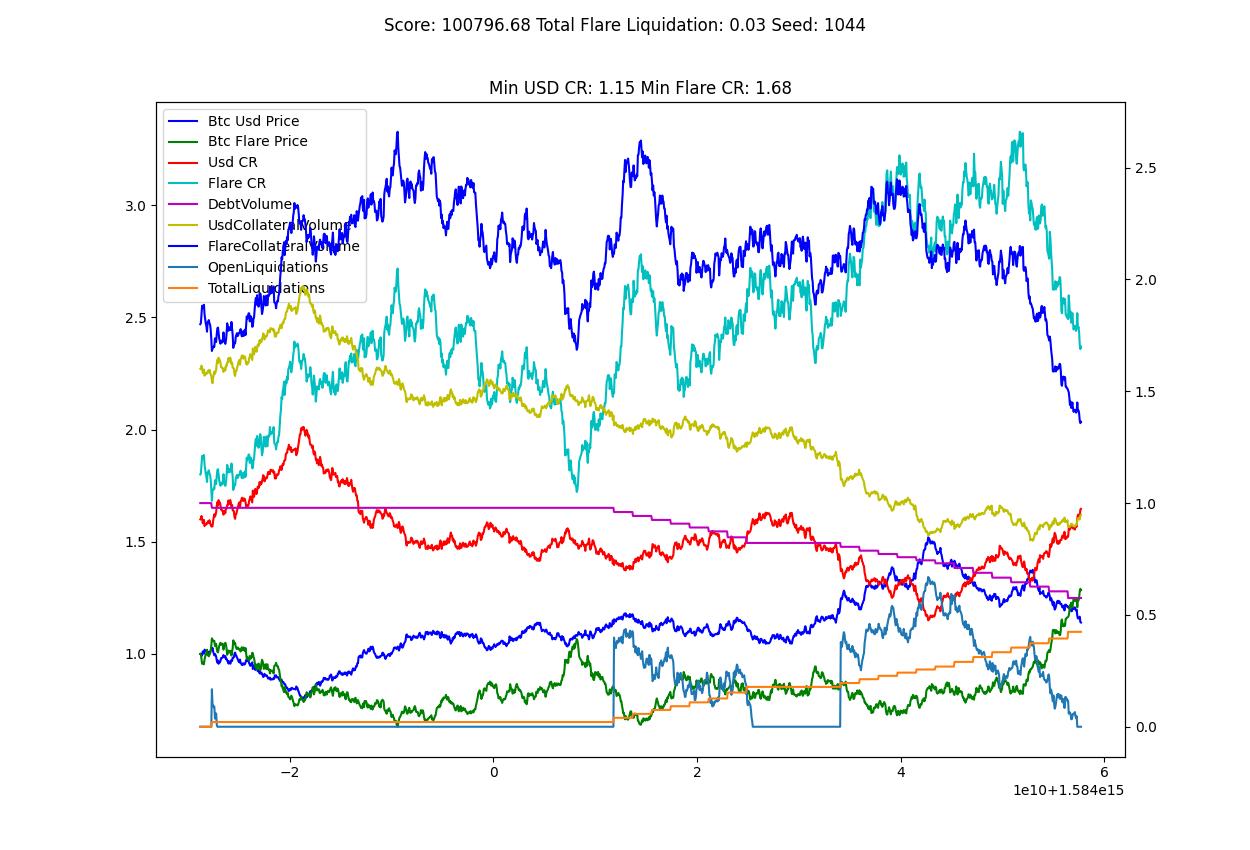 Score: 100796.68 Total Flare Liquidation: 0.03 Seed: 1044
Min USD CR: 1.15 Min Flare CR: 1.68
Btc Usd Price
Btc Flare Price
Usd CR
Flare CR
DebtVolume
UsdCollateralVolume
FlareCollateralVolume
OpenLiquidations
TotalLiquidations
3.0
2.5
2.0
1.5
1.0
2.5
2.0
1.5
1.0
0.5
0.0
−2
0
2
4
6
1e10+1.584e15